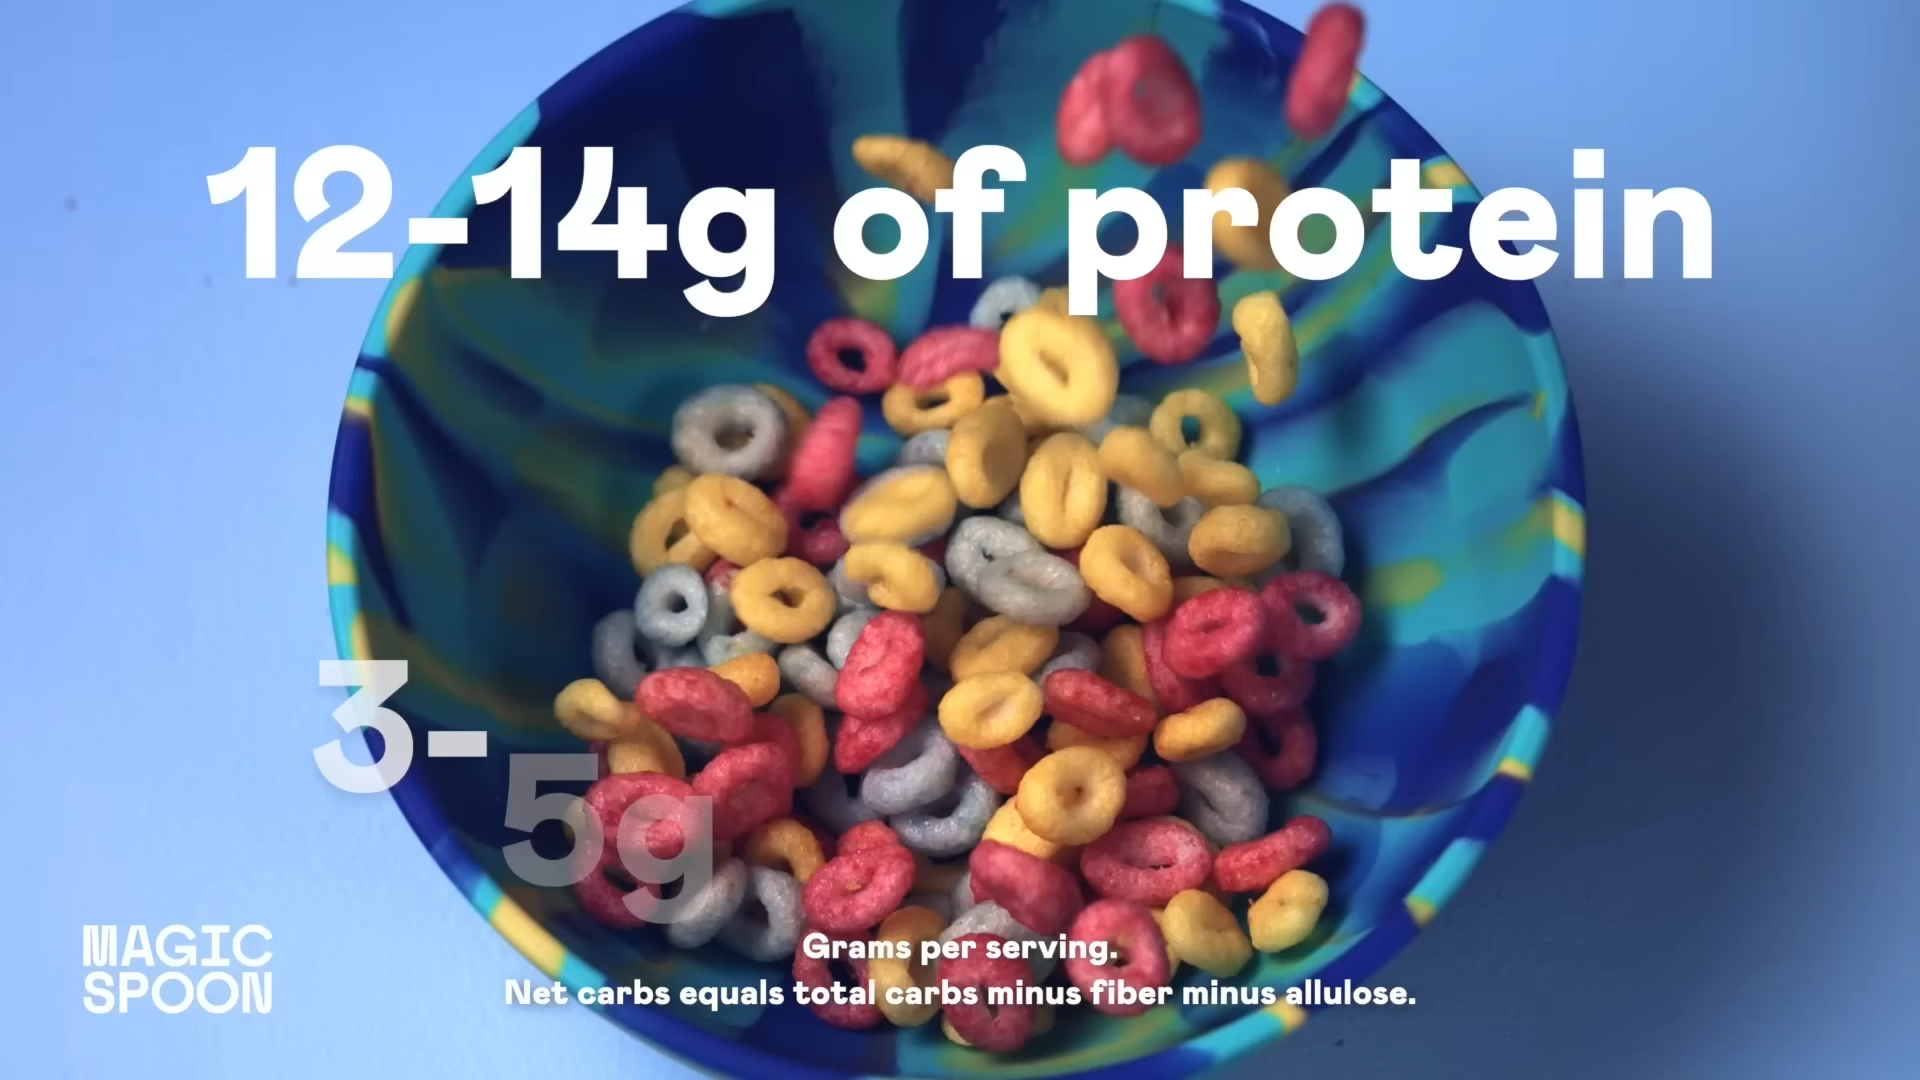 12-14g of protein
3-5g
MAGIC
SPOON
Grams per serving.
Net carbs equals total carbs minus fiber minus allulose.